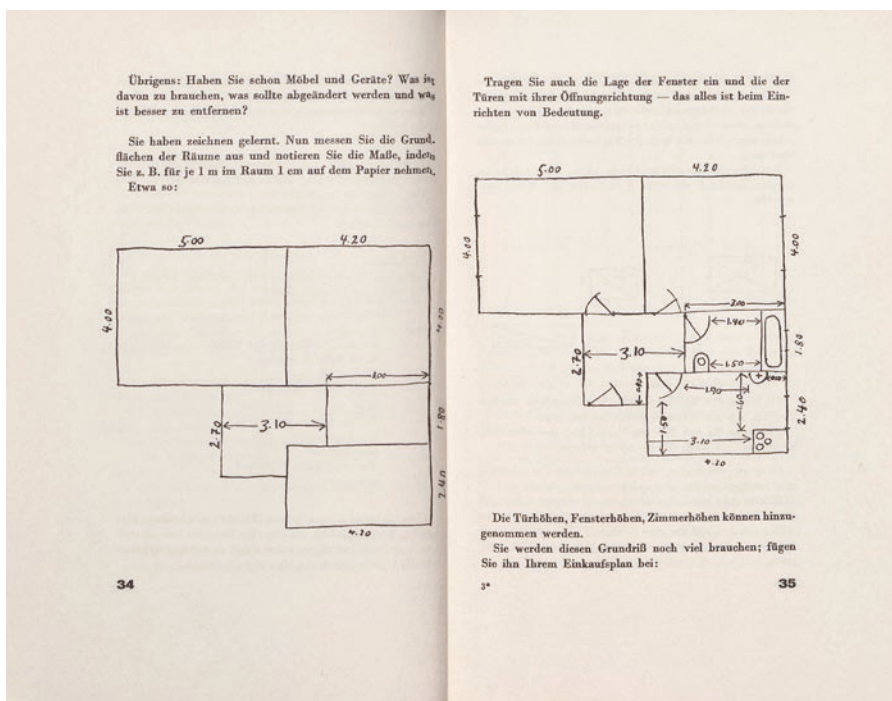 Übrigens: Haben Sie schon Möbel und Geräte? Was ist
davon zu brauchen, was sollte abgeändert werden und was
ist besser zu entfernen?
Sie haben zeichnen gelernt. Nun messen Sie die Grund-
flächen der Räume aus und notieren Sie die Maße, indem
Sie z. B. für je 1 m im Raum 1 cm auf dem Papier nehmen.
Etwa so:
5.00 4.20
4.00 4.00
3.00
2.70 3.10 1.80
2.40
4.20
34
Tragen Sie auch die Lage der Fenster ein und die der
Türen mit ihrer Öffnungsrichtung — das alles ist beim Ein-
richten von Bedeutung.
5.00 4.20
4.00 4.00
3.00
1.40
2.70 3.10 1.50 1.80
1.90
1.50 1.60 2.40
3.10
4.20
Die Türhöhen, Fensterhöhen, Zimmerhöhen können hinzu-
genommen werden.
Sie werden diesen Grundriß noch viel brauchen; fügen
Sie ihn Ihrem Einkaufsplan bei:
3*
35